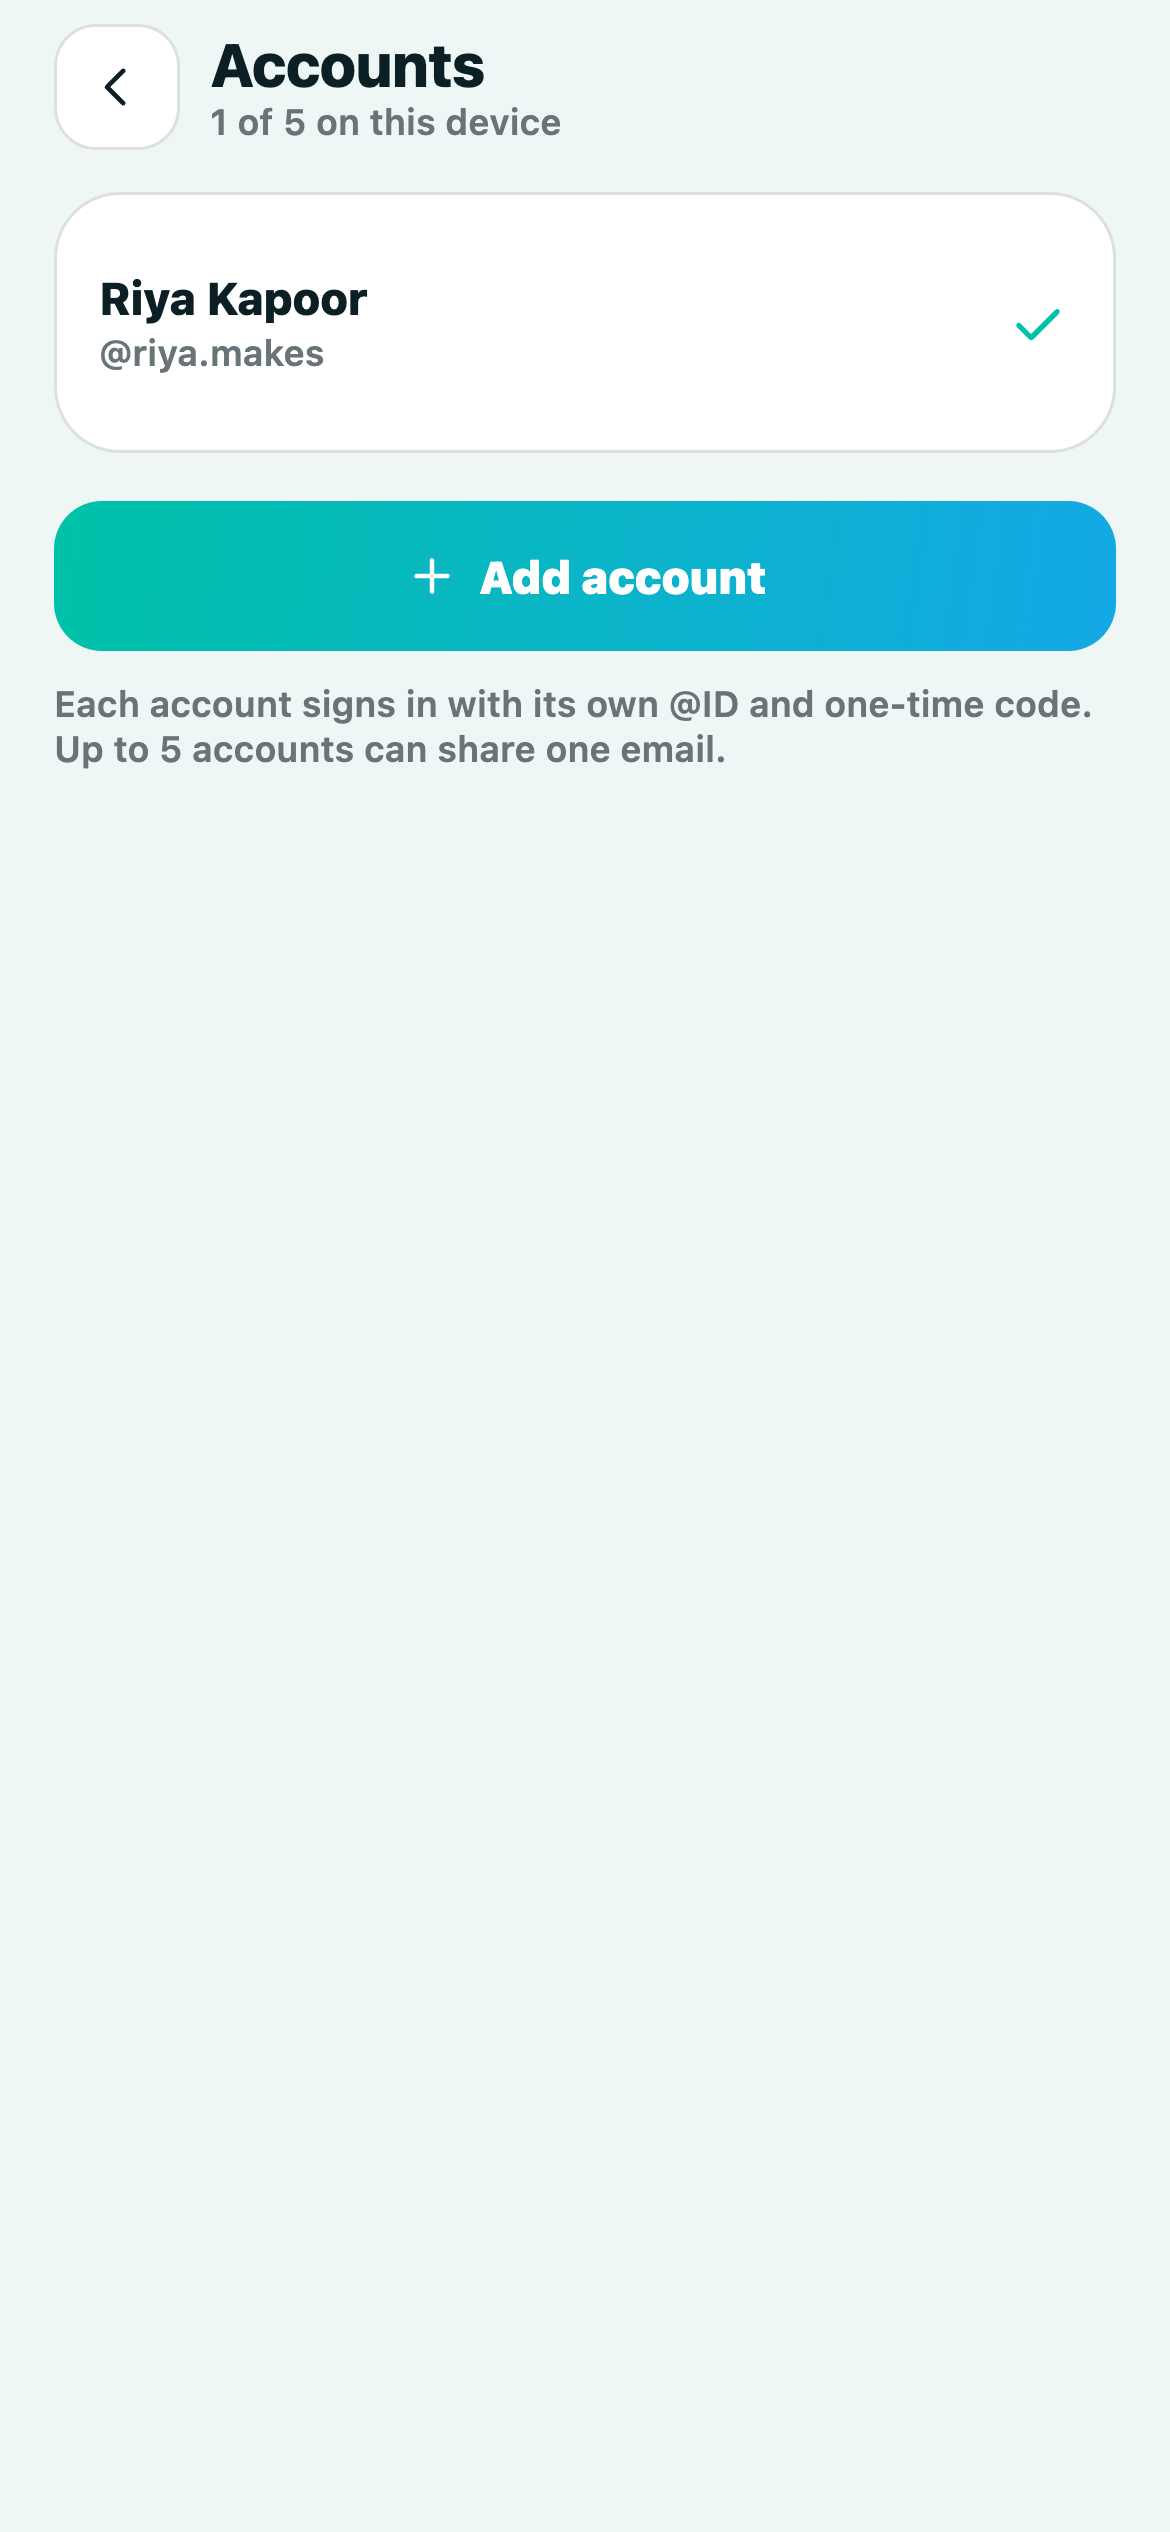 Accounts
1 of 5 on this device
Riya Kapoor
@riya.makes
Add account
Each account signs in with its own @ID and one-time code.
Up to 5 accounts can share one email.